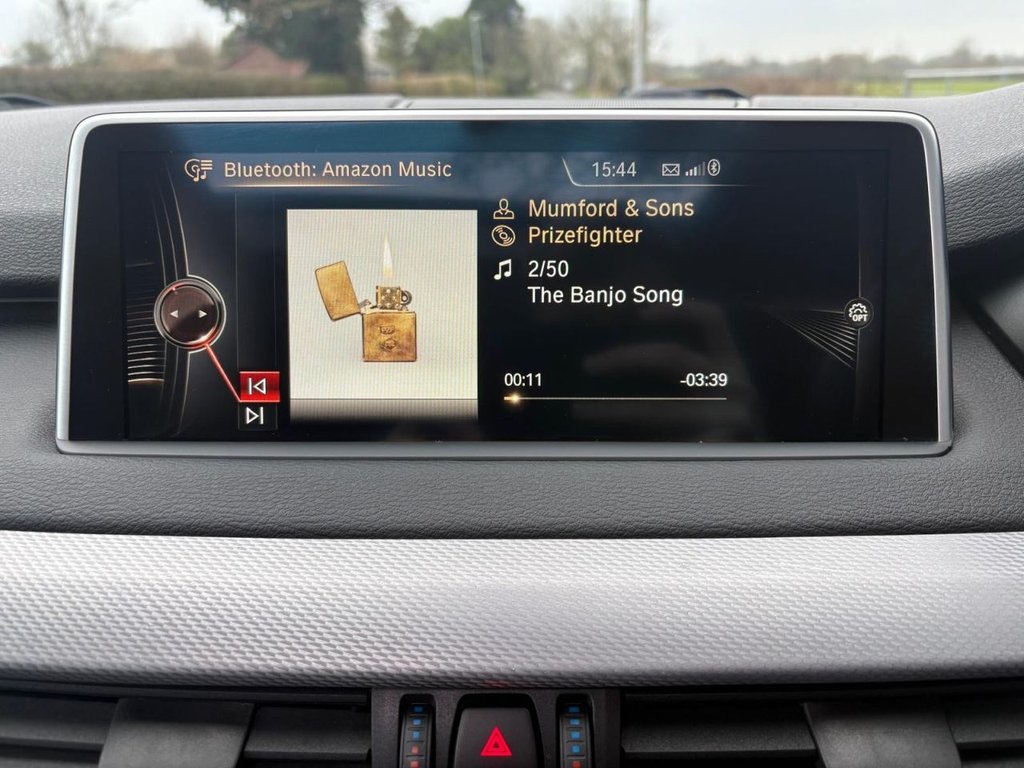 Bluetooth: Amazon Music
15:44
Mumford & Sons
Prizefighter
2/50
The Banjo Song
OPT
00:11 -03:39